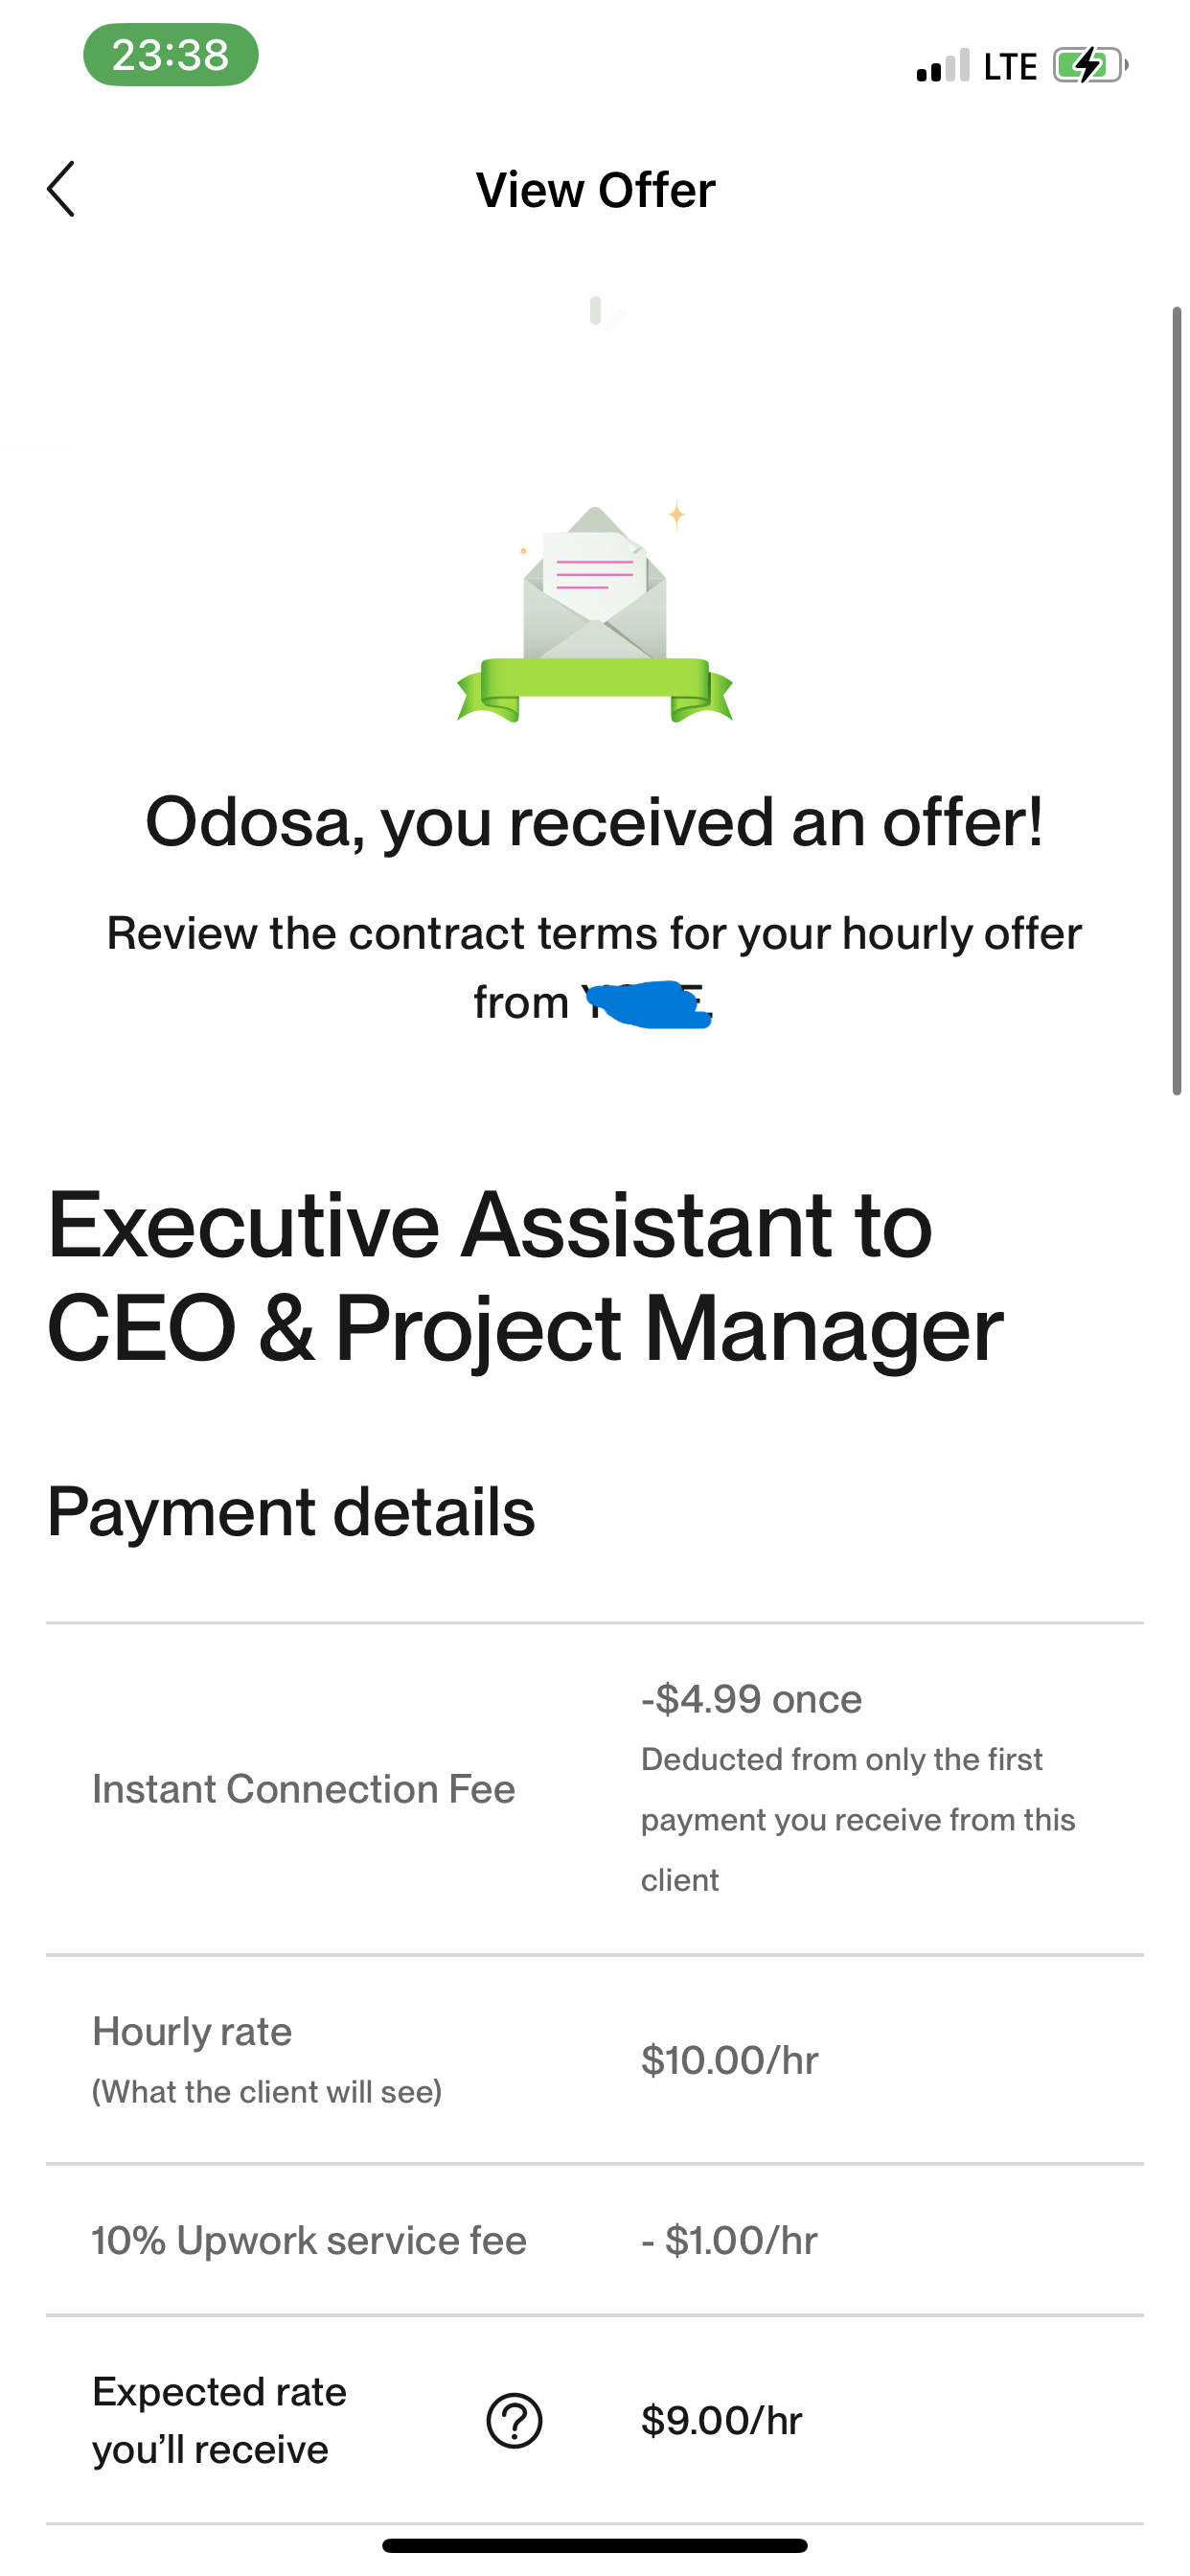 23:38
LTE
View Offer
Odosa, you received an offer!
Review the contract terms for your hourly offer
from
Executive Assistant to
CEO & Project Manager
Payment details
-$4.99 once
Deducted from only the first
Instant Connection Fee
payment you receive from this
client
Hourly rate
$10.00/hr
(What the client will see)
10% Upwork service fee
- $1.00/hr
Expected rate
$9.00/hr
you’ll receive